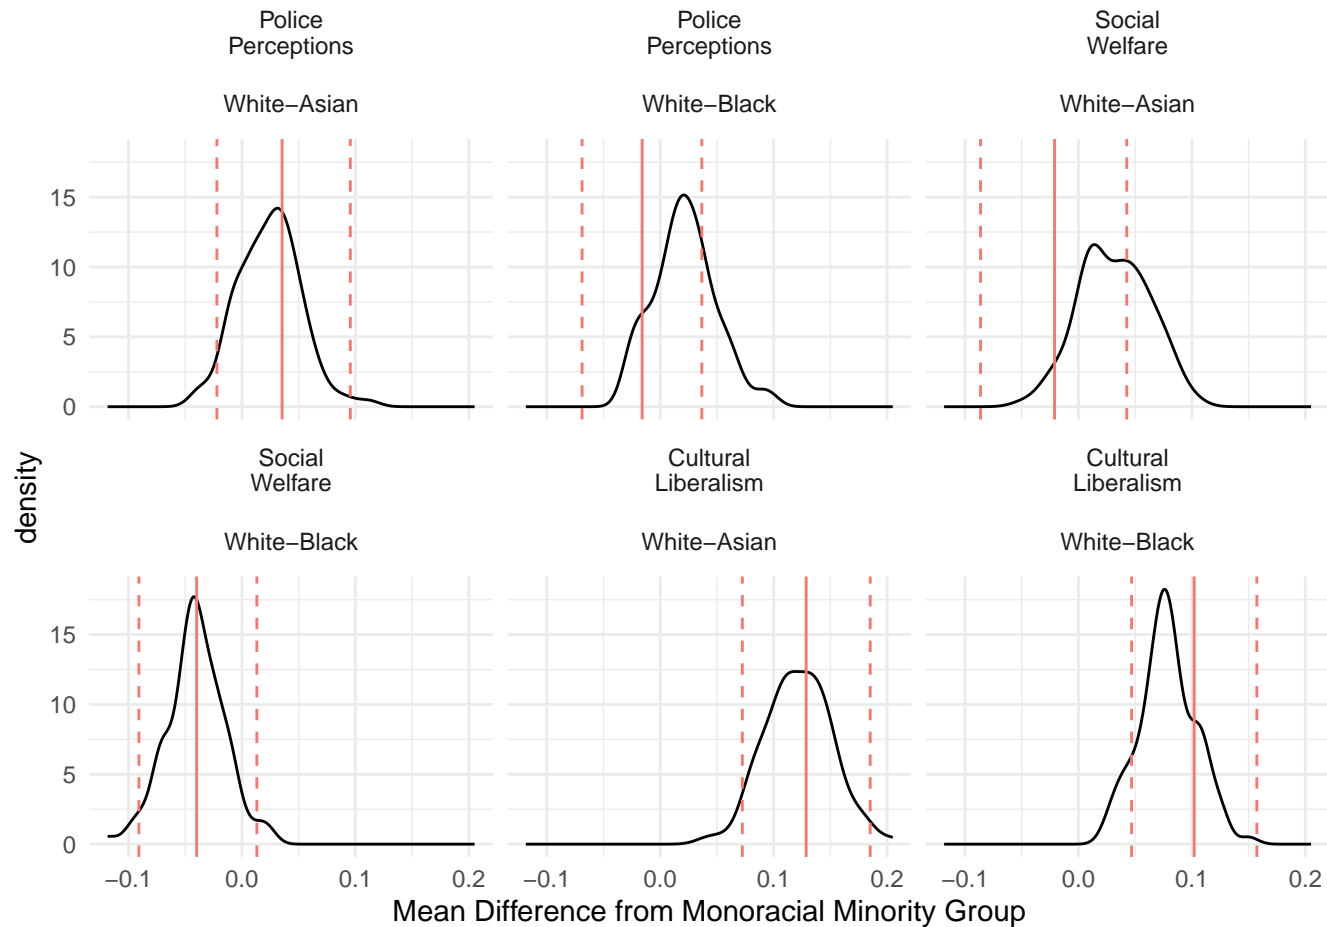 Police
Perceptions
White−Asian
Police
Perceptions
White−Black
Social
Welfare
White−Asian
15
10
5
0
density
Social
Welfare
White−Black
Cultural
Liberalism
White−Asian
Cultural
Liberalism
White−Black
15
10
5
0
−0.1 0.0 0.1 0.2
−0.1 0.0 0.1 0.2
−0.1 0.0 0.1 0.2
Mean Difference from Monoracial Minority Group